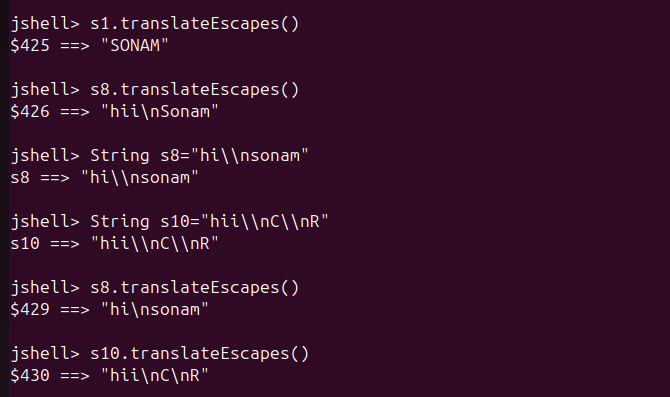 jshell> s1.translateEscapes()
$425 ==> "SONAM"
jshell> s8.translateEscapes()
$426 ==> "hii\nSonam"
jshell> String s8="hi\\nsonam"
s8 ==> "hi\\nsonam"
jshell> String s10="hii\\nC\\nR"
s10 ==> "hii\\nC\\nR"
jshell> s8.translateEscapes()
$429 ==> "hi\nsonam"
jshell> s10.translateEscapes()
$430 ==> "hii\nC\nR"